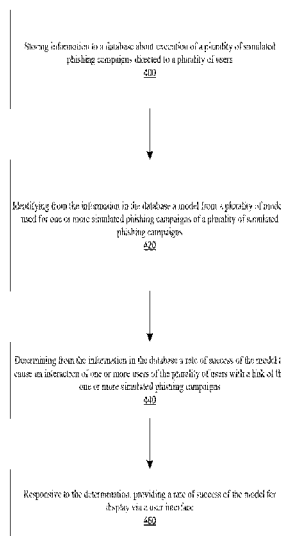 Storing information to a database about execution of a plurality of simulated
phishing campaigns directed to a plurality of users
400
Identifying from the information in the database a model from a plurality of
used for one or more simulated phishing campaigns of a plurality of simulated
phishing campaigns
420
Determining from the information in the database a rate of success of the model
cause an interaction of one or more users of the plurality of users with a link of
one or more simulated phishing campaigns
440
Responsive to the determination, providing a rate of success of the model for
display via a user interface
460